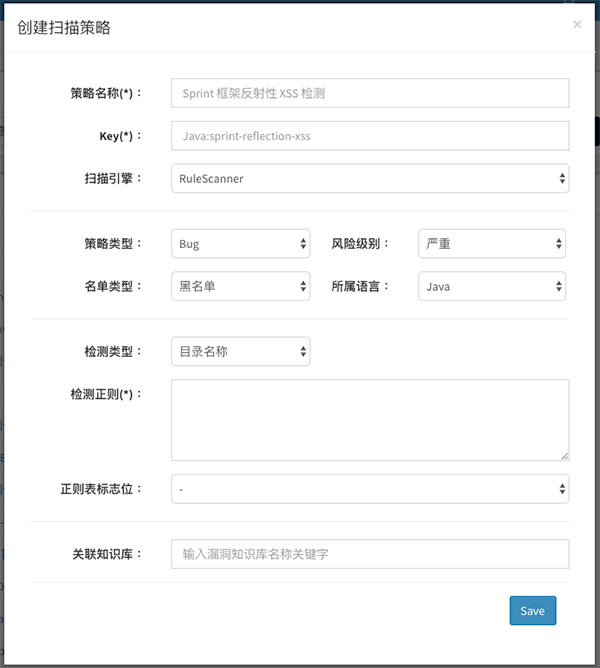 创建扫描策略 ×
策略名称(*)： Sprint 框架反射性 XSS 检测
Key(*)： Java:sprint-reflection-xss
扫描引擎： RuleScanner
策略类型： Bug 风险级别： 严重
名单类型： 黑名单 所属语言： Java
检测类型： 目录名称
检测正则(*)：
正则表标志位： -
关联知识库： 输入漏洞知识库名称关键字
Save